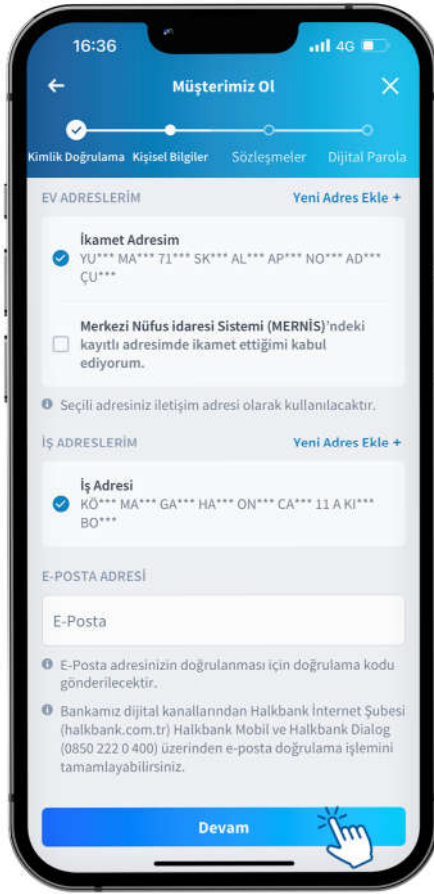 16:36
4G
Müşterimiz Ol
Kimlik Doğrulama Kişisel Bilgiler Sözleşmeler Dijital Parola
EV ADRESLERİM Yeni Adres Ekle +
İkamet Adresim
YU*** MA*** 71*** SK*** AL*** AP*** NO*** AD***
ÇU***
Merkezi Nüfus idaresi Sistemi (MERNİS)'ndeki
kayıtlı adresimde ikamet ettiğimi kabul
ediyorum.
Seçili adresiniz iletişim adresi olarak kullanılacaktır.
İŞ ADRESLERİM Yeni Adres Ekle +
İş Adresi
KÖ*** MA*** GA*** HA*** ON*** CA*** 11 A KI***
BO***
E-POSTA ADRESİ
E-Posta
E-Posta adresinizin doğrulanması için doğrulama kodu
gönderilecektir.
Bankamız dijital kanallarından Halkbank İnternet Şubesi
(halkbank.com.tr) Halkbank Mobil ve Halkbank Dialog
(0850 222 0 400) üzerinden e-posta doğrulama işlemini
tamamlayabilirsiniz.
Devam